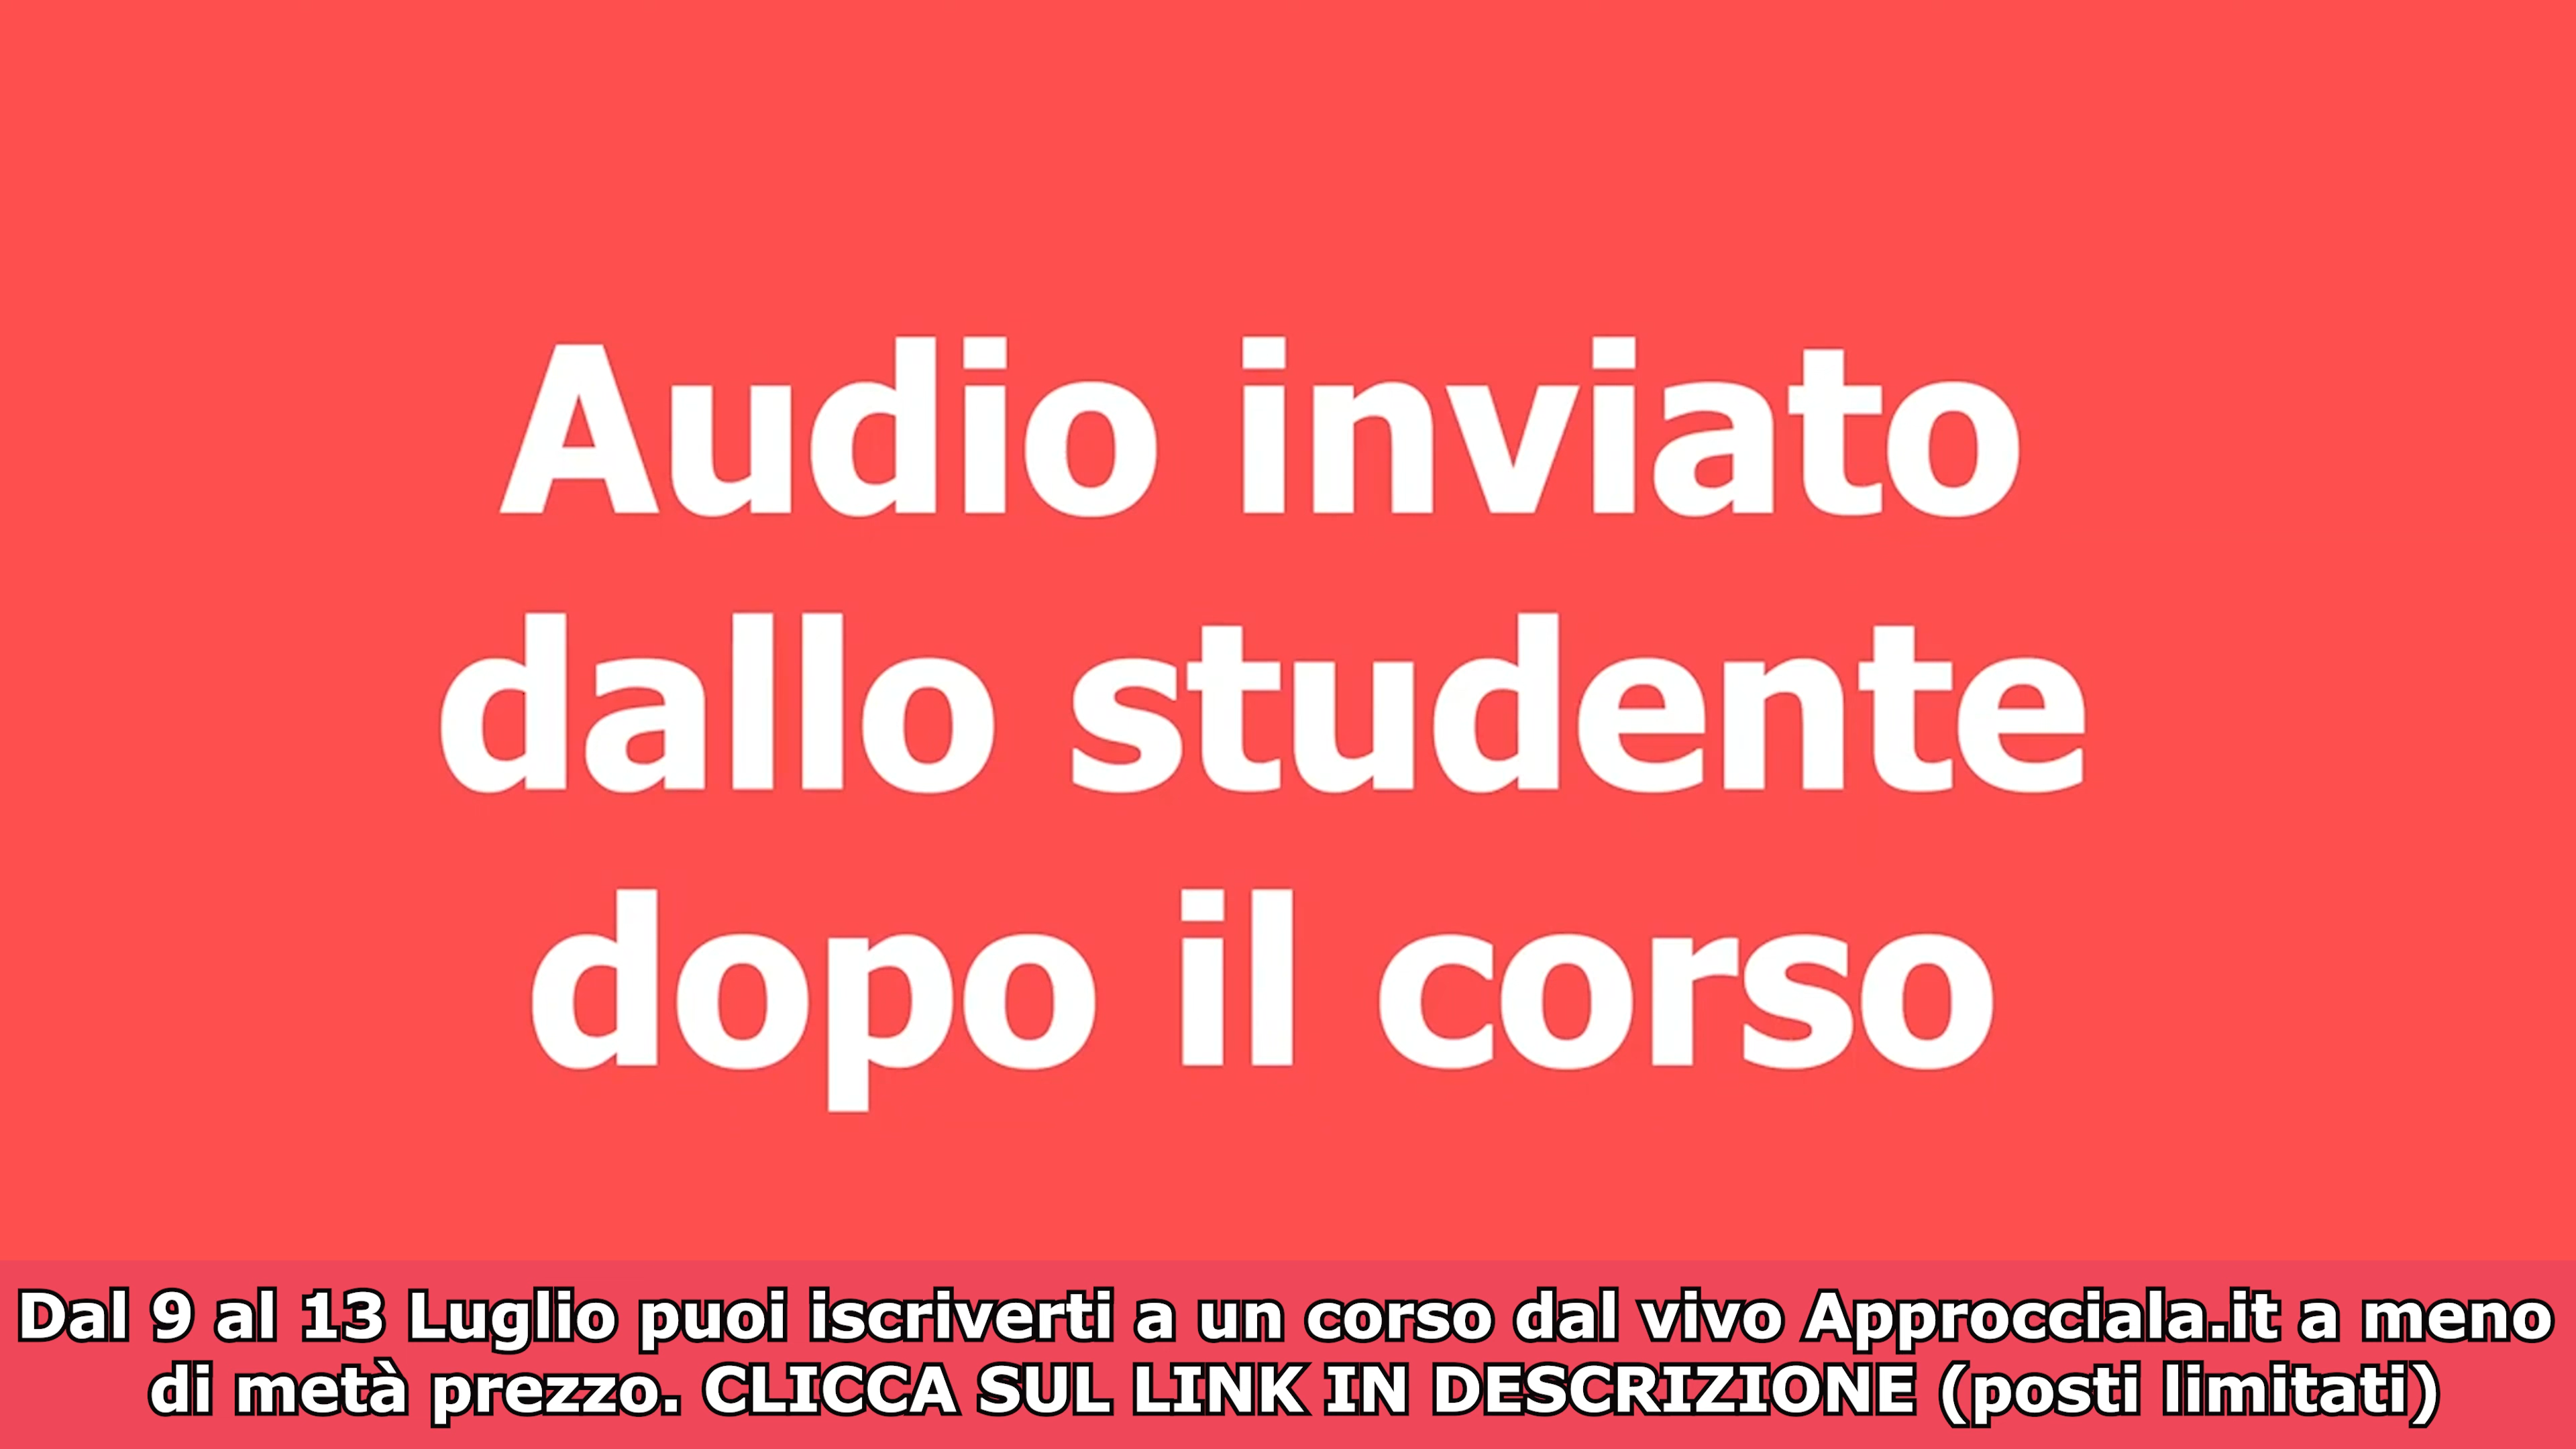 Audio inviato
dallo studente
dopo il corso
Dal 9 al 13 Luglio puoi iscriverti a un corso dal vivo Approcciala.it a meno
di metà prezzo. CLICCA SUL LINK IN DESCRIZIONE (posti limitati)